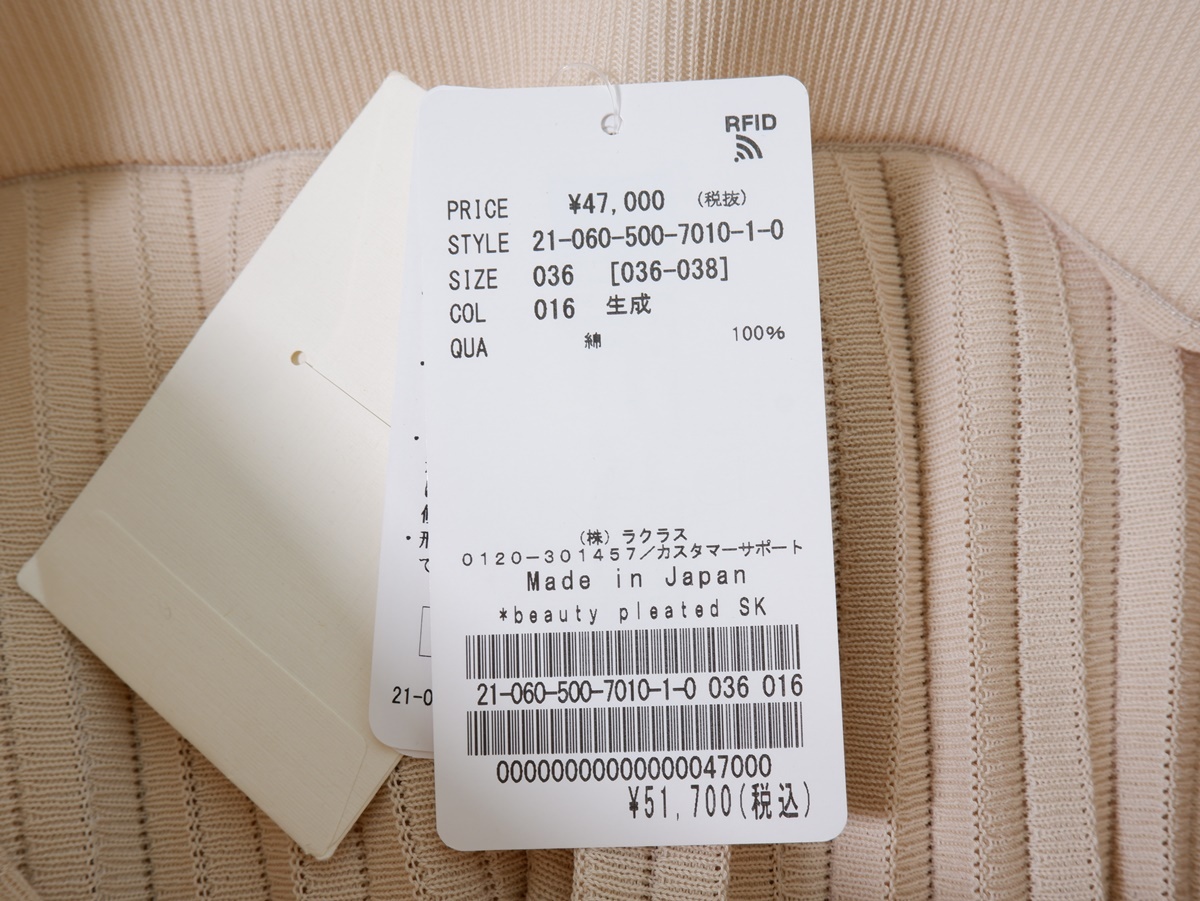 RFID
PRICE ¥47,000 (税抜)
STYLE 21-060-500-7010-1-0
SIZE 036 [036-038]
COL 016 生成
QUA 綿 100%
(株) ラクラス
0120-301457/カスタマーサポート
Made in Japan
*beauty pleated SK
21-060-500-7010-1-0 036 016
0000000000000047000
¥51,700(税込)
・形
て
21-0